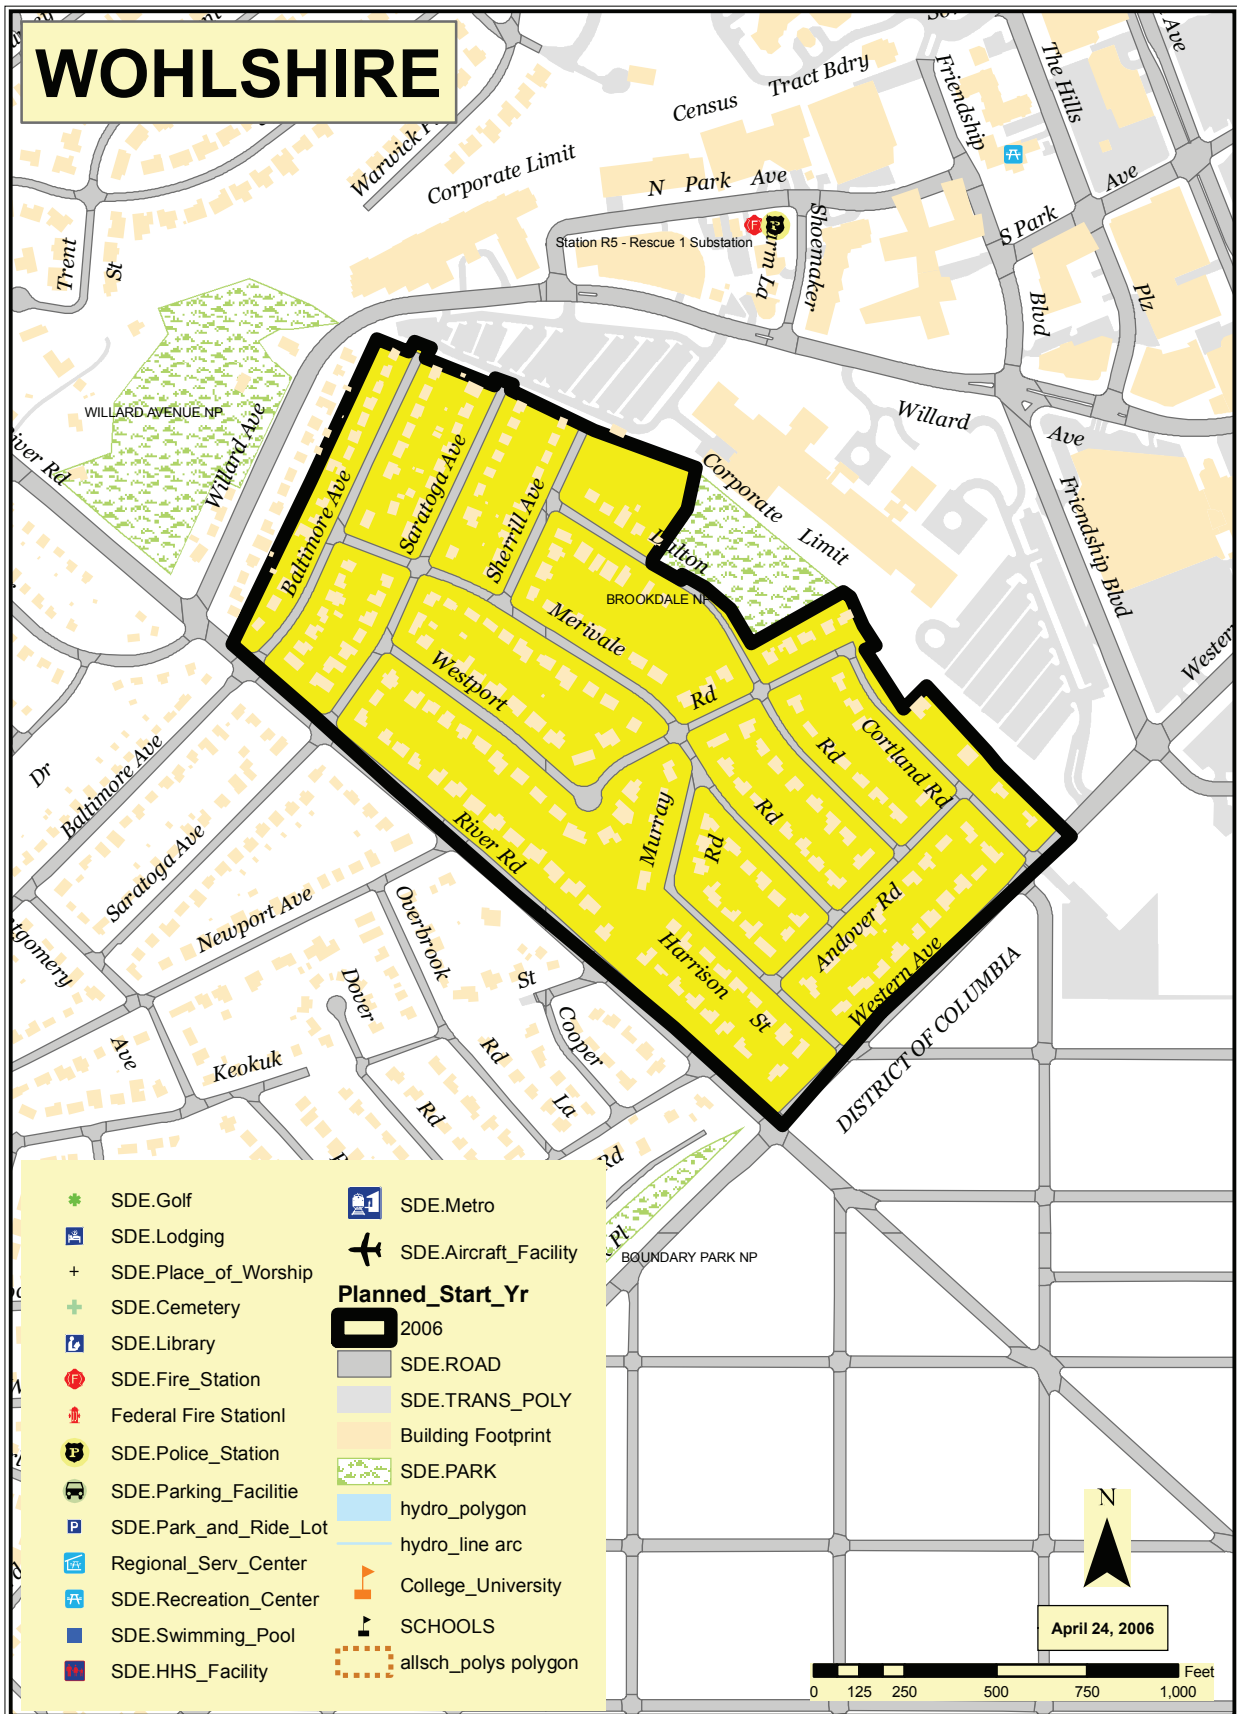 WOHLSHIRE
Census Tract Bdry
Friendship
The Hills
Ave
Warwick
Corporate Limit
N Park Ave
Shoemaker
Ave
S Park
Trent
St
Station R5 - Rescue 1 Substation
La
Blvd
Plz
WILLARD AVENUE NP
Willard Ave
Willard
Ave
River Rd
Corporate
Limit
Friendship Blvd
Baltimore Ave
Saratoga Ave
Sherrill Ave
BROOKDALE NP
Merivale
Rd
Westport
Western
Rd
Cortland Rd
Rd
Rd
Murray
River Rd
Dr
Baltimore Ave
Saratoga Ave
Newport Ave
Overbrook
Andover Rd
Western Ave
Harrison
St
DISTRICT OF COLUMBIA
Dover
St
Cooper
Ave
Keokuk
Rd
La
Rd
Rd
Pl
BOUNDARY PARK NP
SDE.Golf
SDE.Lodging
SDE.Place_of_Worship
SDE.Cemetery
SDE.Library
SDE.Fire_Station
Federal Fire Stationl
SDE.Police_Station
SDE.Parking_Facilitie
SDE.Park_and_Ride_Lot
Regional_Serv_Center
SDE.Recreation_Center
SDE.Swimming_Pool
SDE.HHS_Facility
SDE.Metro
SDE.Aircraft_Facility
Planned_Start_Yr
2006
SDE.ROAD
SDE.TRANS_POLY
Building Footprint
SDE.PARK
hydro_polygon
hydro_line arc
College_University
SCHOOLS
allsch_polys polygon
N
April 24, 2006
Feet
0 125 250 500 750 1,000